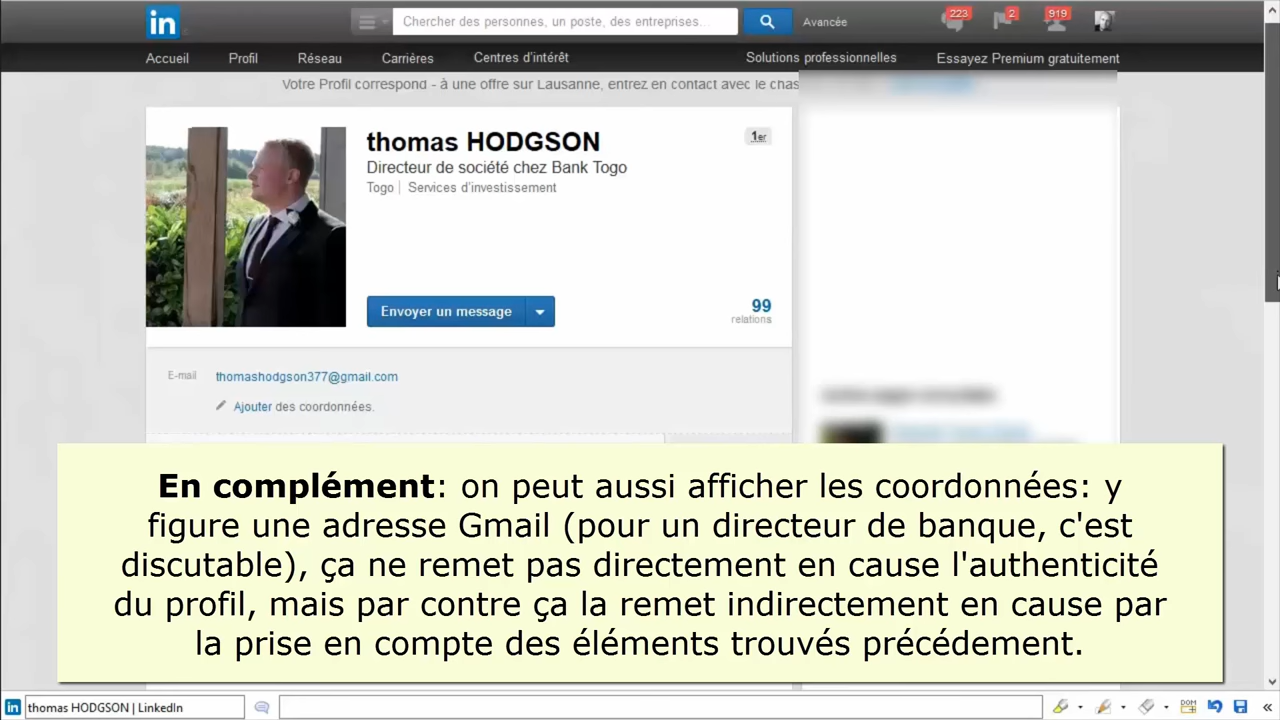 in
Chercher des personnes, un poste, des entreprises...
Avancée
223
2
919
Accueil
Profil
Réseau
Carrières
Centres d'intérêt
Solutions professionnelles
Essayez Premium gratuitement
Votre Profil correspond - à une offre sur Lausanne, entrez en contact avec le chas
thomas HODGSON
1er
Directeur de société chez Bank Togo
Togo | Services d'investissement
Envoyer un message
99
relations
E-mail
thomashodgson377@gmail.com
Ajouter des coordonnées.
En complément: on peut aussi afficher les coordonnées: y
figure une adresse Gmail (pour un directeur de banque, c'est
discutable), ça ne remet pas directement en cause l'authenticité
du profil, mais par contre ça la remet indirectement en cause par
la prise en compte des éléments trouvés précédement.
in
thomas HODGSON | LinkedIn
DOM
«